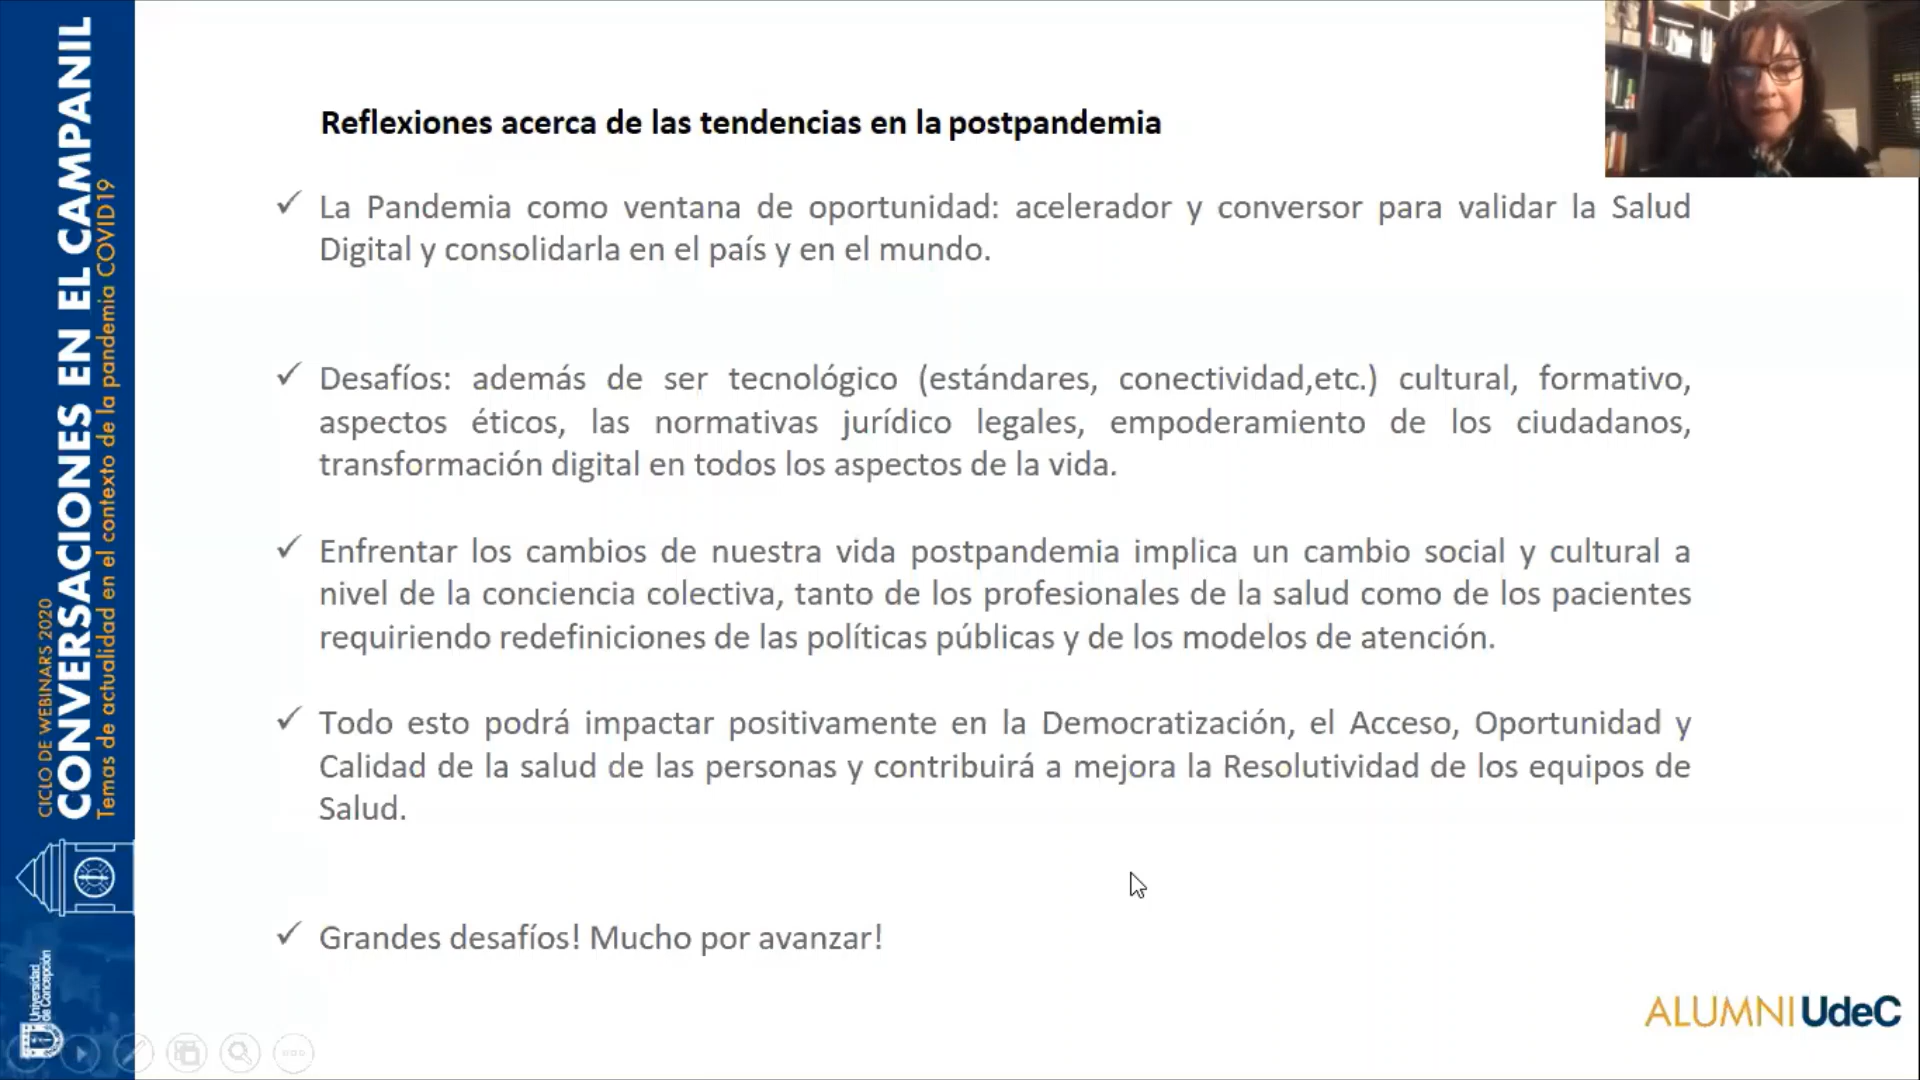 CICLO DE WEBINARS 2020
CONVERSACIONES EN EL CAMPANIL
Temas de actualidad en el contexto de la pandemia COVID19
Universidad
de Concepción
Reflexiones acerca de las tendencias en la postpandemia
✓ La Pandemia como ventana de oportunidad: acelerador y conversor para validar la Salud
Digital y consolidarla en el país y en el mundo.
✓ Desafíos: además de ser tecnológico (estándares, conectividad,etc.) cultural, formativo,
aspectos éticos, las normativas jurídico legales, empoderamiento de los ciudadanos,
transformación digital en todos los aspectos de la vida.
✓ Enfrentar los cambios de nuestra vida postpandemia implica un cambio social y cultural a
nivel de la conciencia colectiva, tanto de los profesionales de la salud como de los pacientes
requiriendo redefiniciones de las políticas públicas y de los modelos de atención.
✓ Todo esto podrá impactar positivamente en la Democratización, el Acceso, Oportunidad y
Calidad de la salud de las personas y contribuirá a mejora la Resolutividad de los equipos de
Salud.
✓ Grandes desafíos! Mucho por avanzar!
ALUMNI UdeC